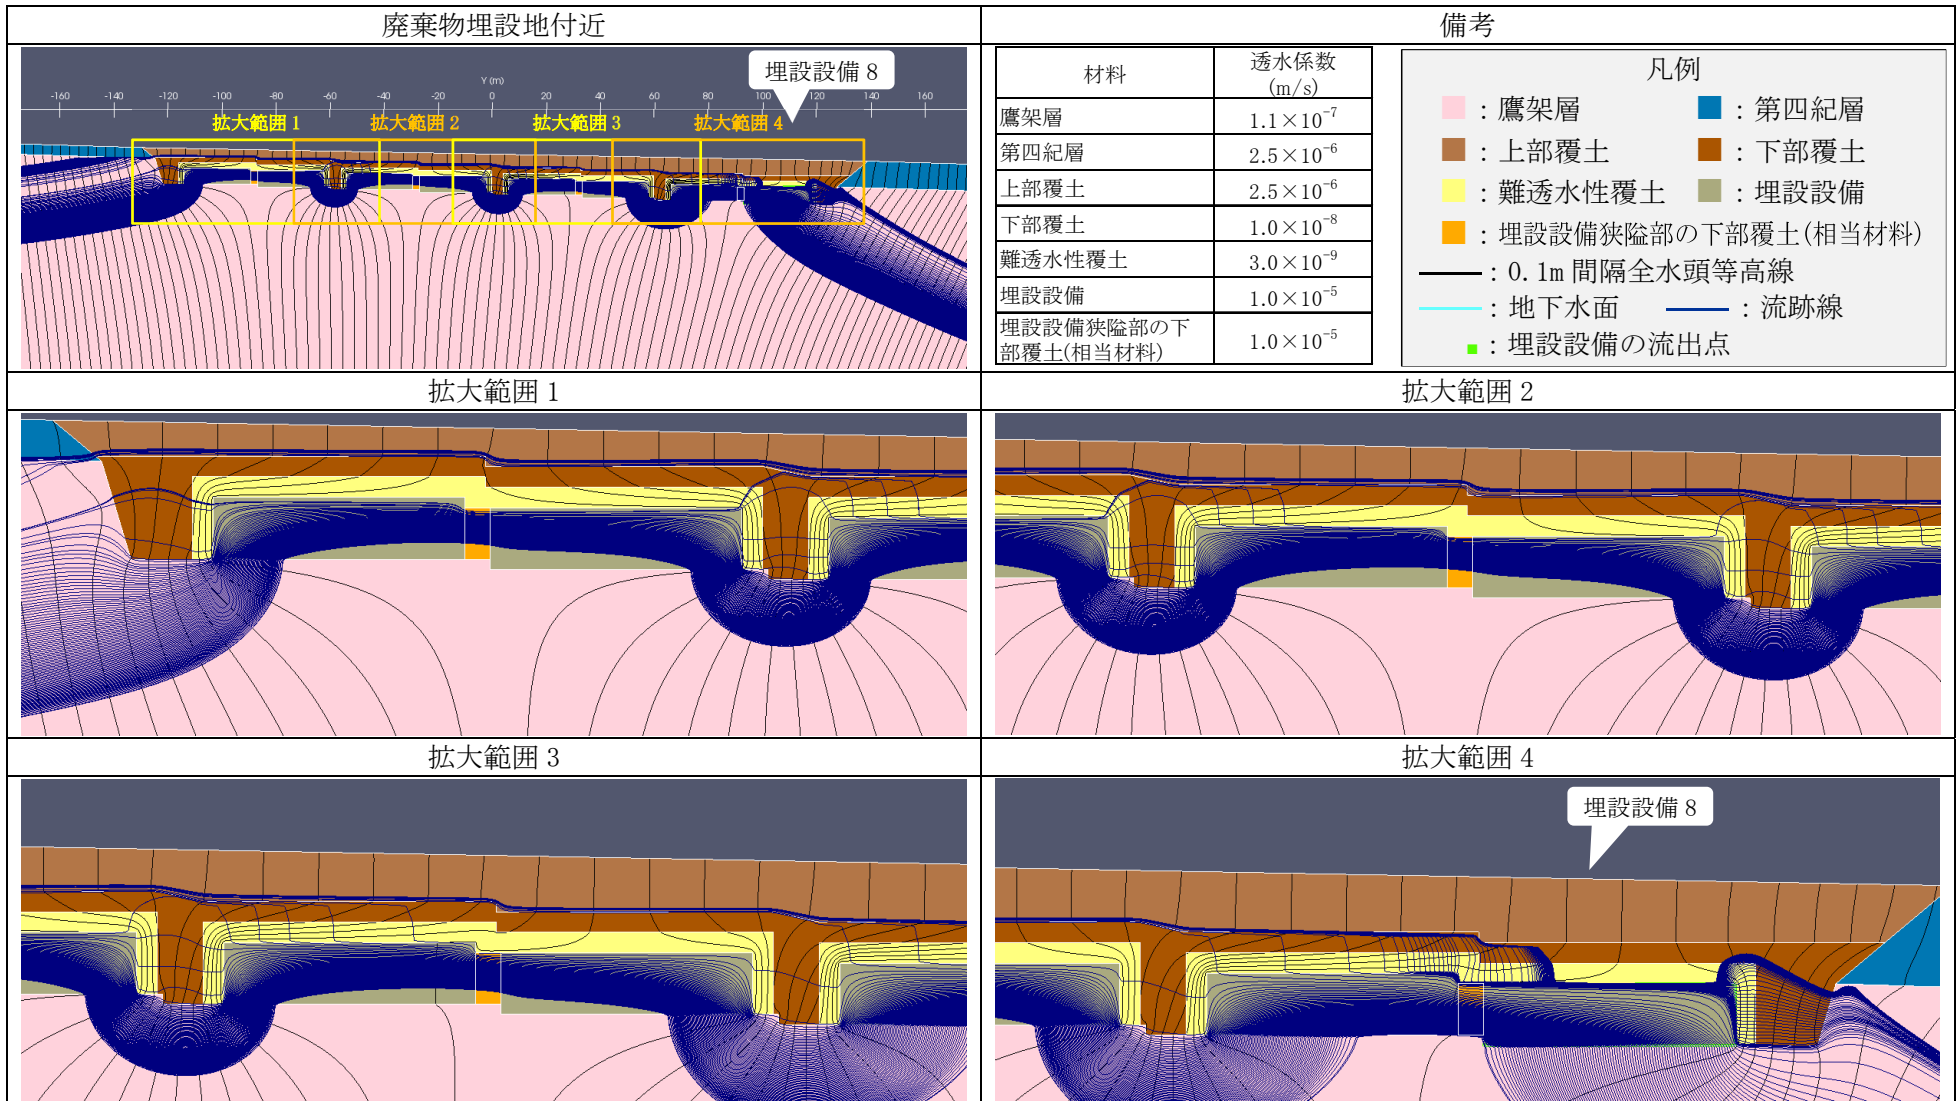 廃棄物埋設地付近
備考
埋設設備 8
Y (m)
-160 -140 -120 -100 -80 -60 -40 -20 0 20 40 60 80 100 120 140 160
拡大範囲 1 拡大範囲 2 拡大範囲 3 拡大範囲 4
材料 透水係数
(m/s)
鷹架層 1.1×10⁻⁷
第四紀層 2.5×10⁻⁶
上部覆土 2.5×10⁻⁶
下部覆土 1.0×10⁻⁸
難透水性覆土 3.0×10⁻⁹
埋設設備 1.0×10⁻⁵
埋設設備狭隘部の下
部覆土(相当材料) 1.0×10⁻⁵
凡例
：鷹架層 ：第四紀層
：上部覆土 ：下部覆土
：難透水性覆土 ：埋設設備
：埋設設備狭隘部の下部覆土(相当材料)
：0.1m 間隔全水頭等高線
：地下水面 ：流跡線
：埋設設備の流出点
拡大範囲 1
拡大範囲 2
拡大範囲 3
拡大範囲 4
埋設設備 8